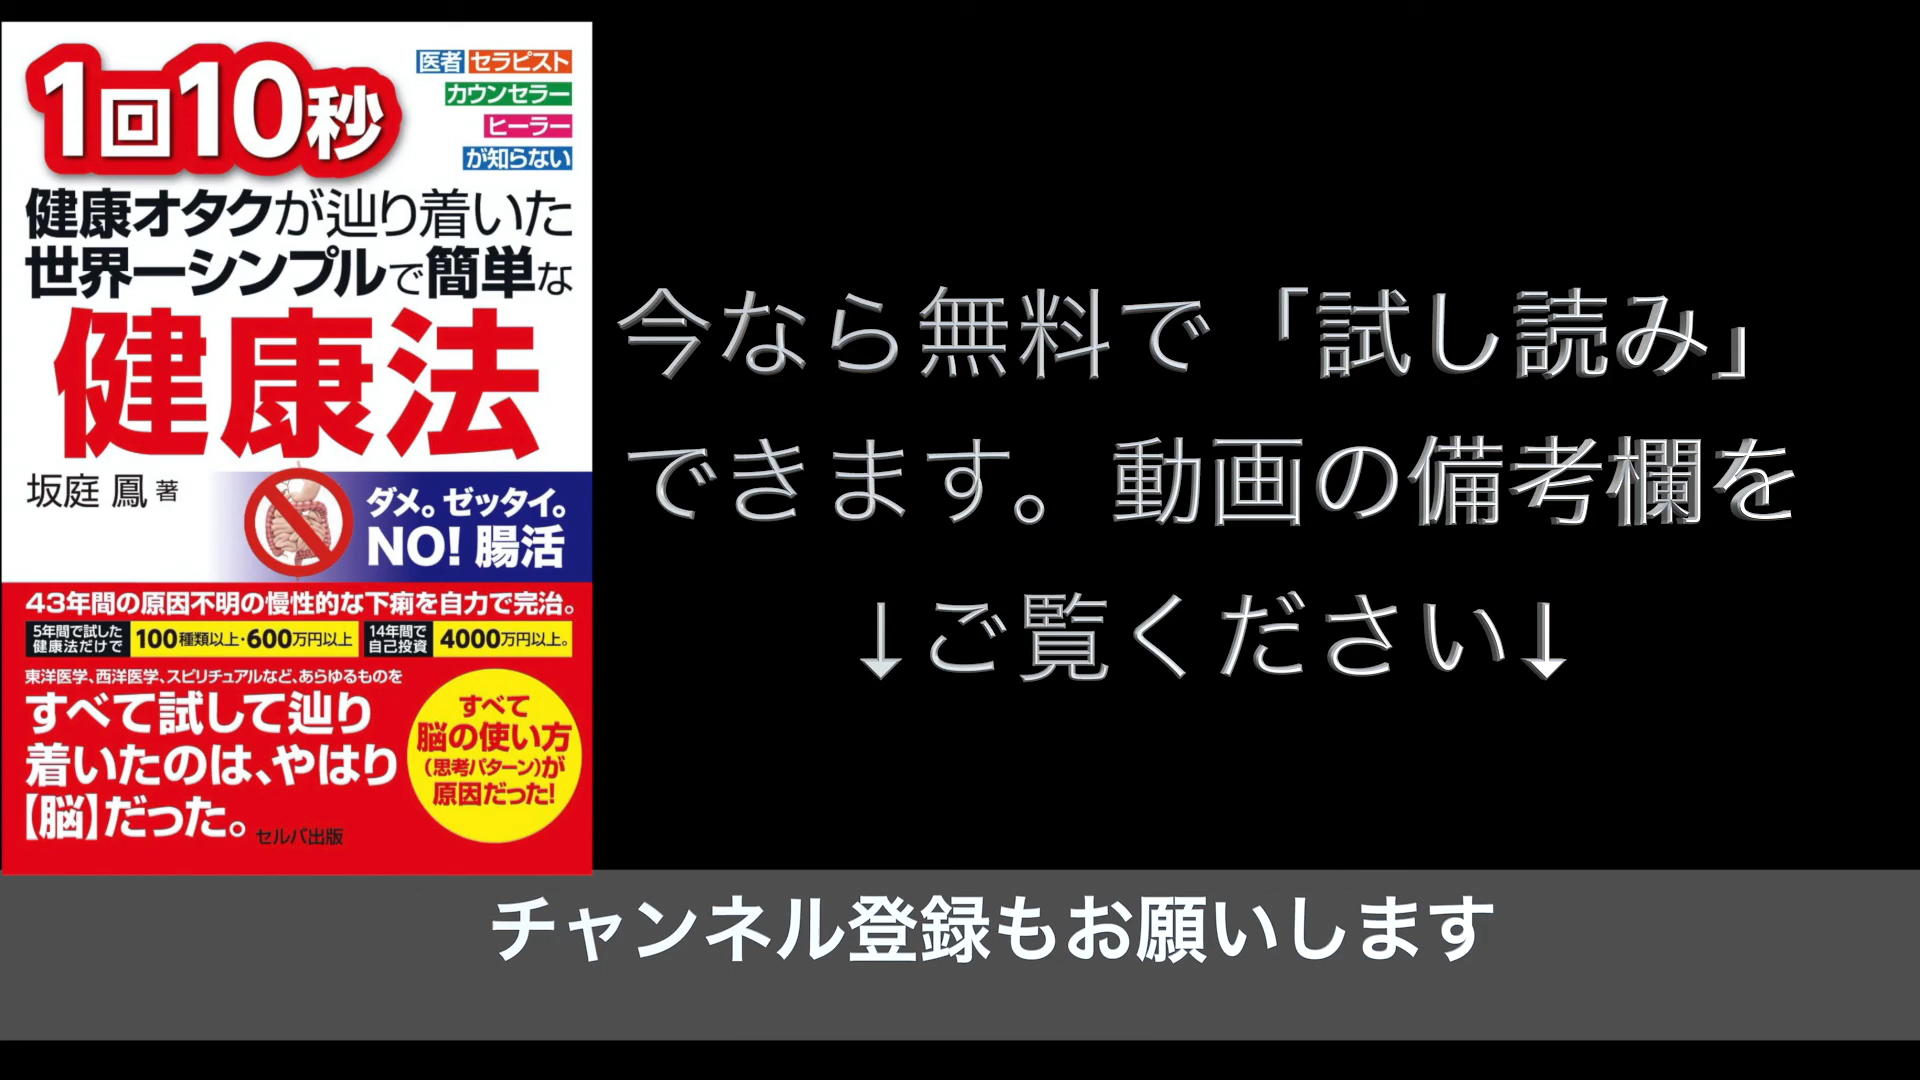 1回10秒
医者 セラピスト
カウンセラー
ヒーラー
が知らない
健康オタクが辿り着いた
世界一シンプルで簡単な
健康法
坂庭 鳳 著
ダメ。ゼッタイ。
NO! 腸活
43年間の原因不明の慢性的な下痢を自力で完治。
5年間で試した
健康法だけで
100種類以上・600万円以上
14年間で
自己投資
4000万円以上。
東洋医学、西洋医学、スピリチュアルなど、あらゆるものを
すべて試して辿り
着いたのは、やはり
【脳】だった。
すべて
脳の使い方
(思考パターン)が
原因だった!
セルバ出版
今なら無料で「試し読み」
できます。動画の備考欄を
↓ご覧ください↓
チャンネル登録もお願いします